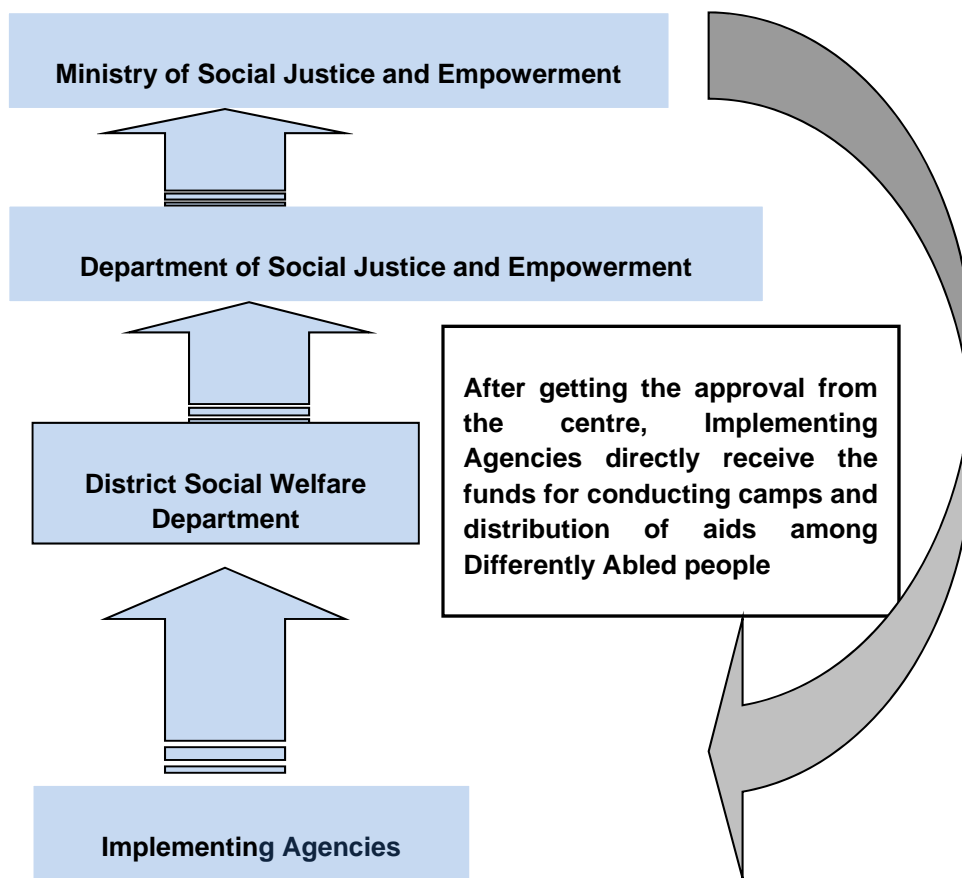 Ministry of Social Justice and Empowerment
Department of Social Justice and Empowerment
After getting the approval from
the centre, Implementing
Agencies directly receive the
funds for conducting camps and
distribution of aids among
Differently Abled people
District Social Welfare
Department
Implementing Agencies